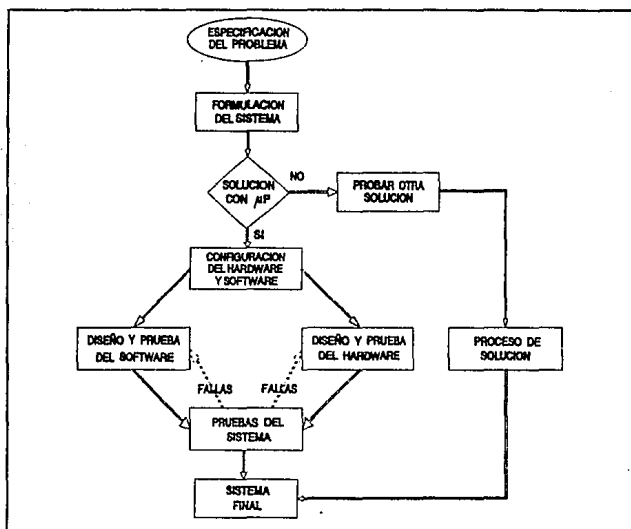 ESPECIFICACION
DEL PROBLEMA
FORMULACION
DEL SISTEMA
SOLUCION
CON µP
NO
PROBAR OTRA
SOLUCION
SI
CONFIGURACION
DEL HARDWARE
Y SOFTWARE
DISEÑO Y PRUEBA
DEL SOFTWARE
DISEÑO Y PRUEBA
DEL HARDWARE
PROCESO DE
SOLUCION
FALLAS
FALLAS
PRUEBAS DEL
SISTEMA
SISTEMA
FINAL